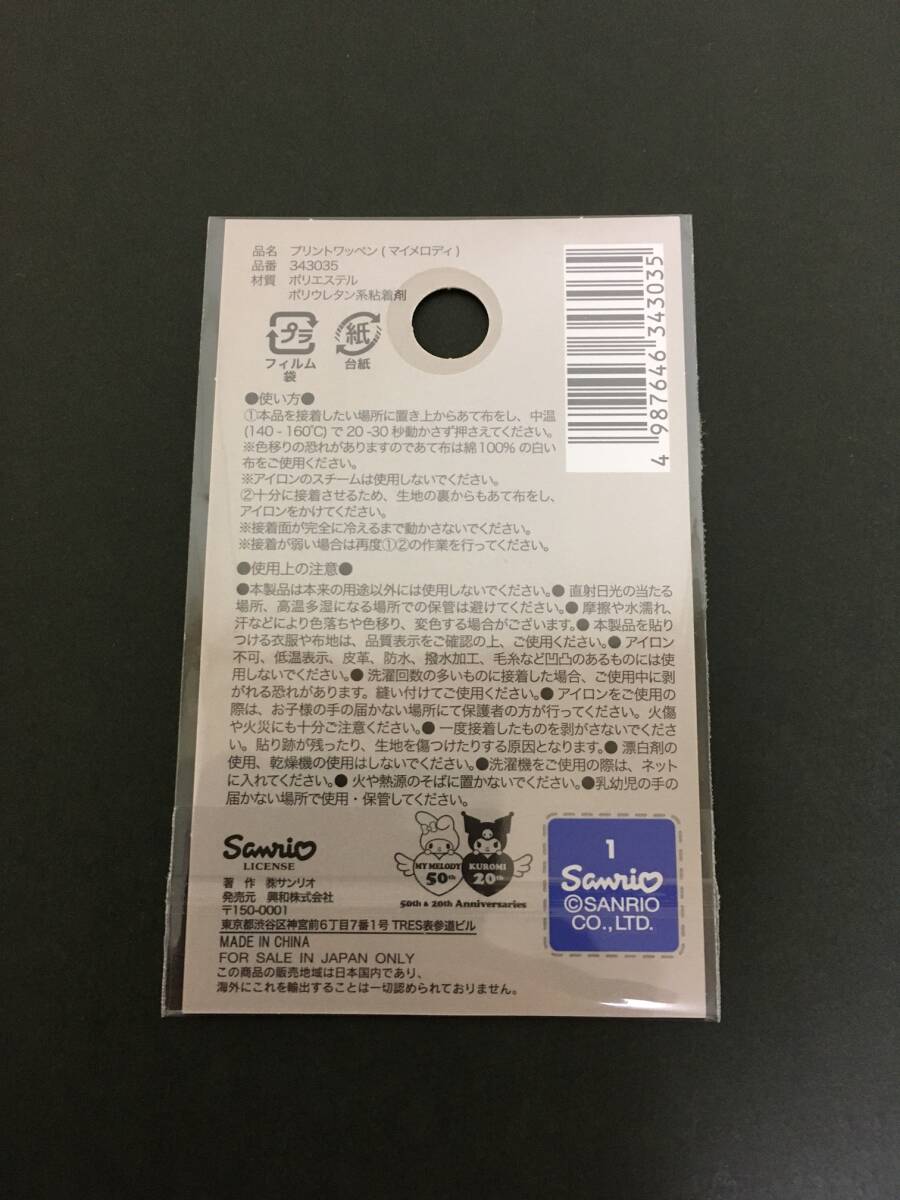 品名 プリントワッペン ( マイメロディ )
品番 343035
材質 ポリエステル
ポリウレタン系粘着剤
プラ
フィルム
袋
紙
台紙
4 987646 343035
●使い方●
①本品を接着したい場所に置き上からあて布をし、中温
(140 - 160℃) で 20 -30 秒動かさず押さえてください。
※色移りの恐れがありますのであて布は綿100% の白い
布をご使用ください。
※アイロンのスチームは使用しないでください。
②十分に接着させるため、生地の裏からもあて布をし、
アイロンをかけてください。
※接着面が完全に冷えるまで動かさないでください。
※接着が弱い場合は再度①②の作業を行ってください。
●使用上の注意●
●本製品は本来の用途以外には使用しないでください。● 直射日光の当たる
場所、高温多湿になる場所での保管は避けてください。● 摩擦や水濡れ、
汗などにより色落ちや色移り、変色する場合がございます。● 本製品を貼り
つける衣服や布地は、品質表示をご確認の上、ご使用ください。● アイロン
不可、低温表示、皮革、防水、撥水加工、毛糸など凹凸のあるものには使
用しないでください。● 洗濯回数の多いものに接着した場合、ご使用中に剥
がれる恐れがあります。縫い付けてご使用ください。● アイロンをご使用の
際は、お子様の手の届かない場所にて保護者の方が行ってください。火傷
や火災にも十分ご注意ください。● 一度接着したものを剥がさないでくださ
い。貼り跡が残ったり、生地を傷つけたりする原因となります。● 漂白剤の
使用、乾燥機の使用はしないでください。●洗濯機をご使用の際は、ネット
に入れてください。● 火や熱源のそばに置かないでください。●乳幼児の手の
届かない場所で使用・保管してください。
Sanrio
LICENSE
MY MELODY
50th
KUROMI
20th
50th & 20th Anniversaries
1
Sanrio
©SANRIO
CO.,LTD.
著 作 ㈱サンリオ
発売元 興和株式会社
〒150-0001
東京都渋谷区神宮前6丁目7番1号 TRES表参道ビル
MADE IN CHINA
FOR SALE IN JAPAN ONLY
この商品の販売地域は日本国内であり、
海外にこれを輸出することは一切認められておりません。